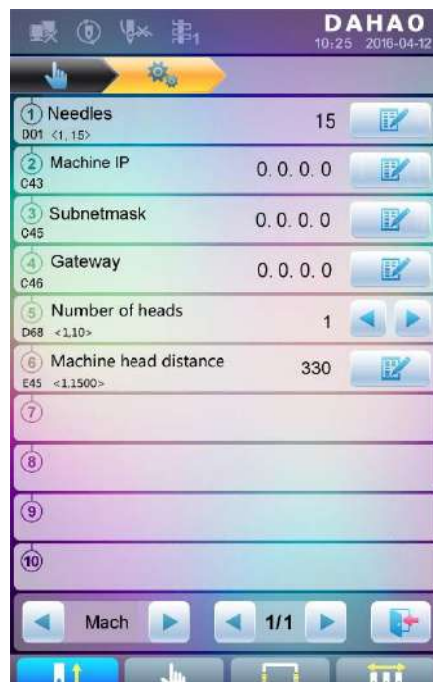 DAHAO
1
10:25 2016-04-12
1 Needles 15
D01 <1,15>
2 Machine IP 0.0.0.0
C43
3 Subnetmask 0.0.0.0
C45
4 Gateway 0.0.0.0
C46
5 Number of heads 1
D68 <1,10>
6 Machine head distance 330
E45 <1,1500>
7
8
9
10
Mach 1/1